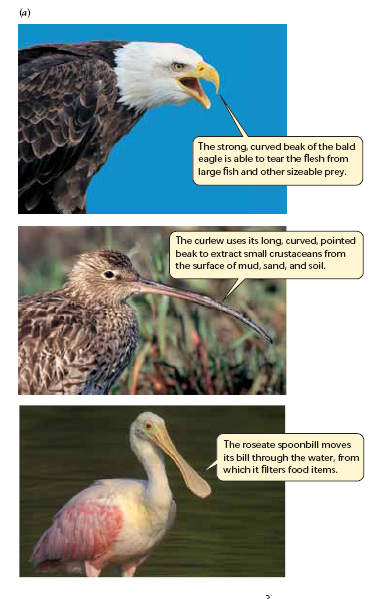 (a)
The strong, curved beak of the bald
eagle is able to tear the flesh from
large fish and other sizeable prey.
The curlew uses its long, curved, pointed
beak to extract small crustaceans from
the surface of mud, sand, and soil.
The roseate spoonbill moves
its bill through the water, from
which it filters food items.